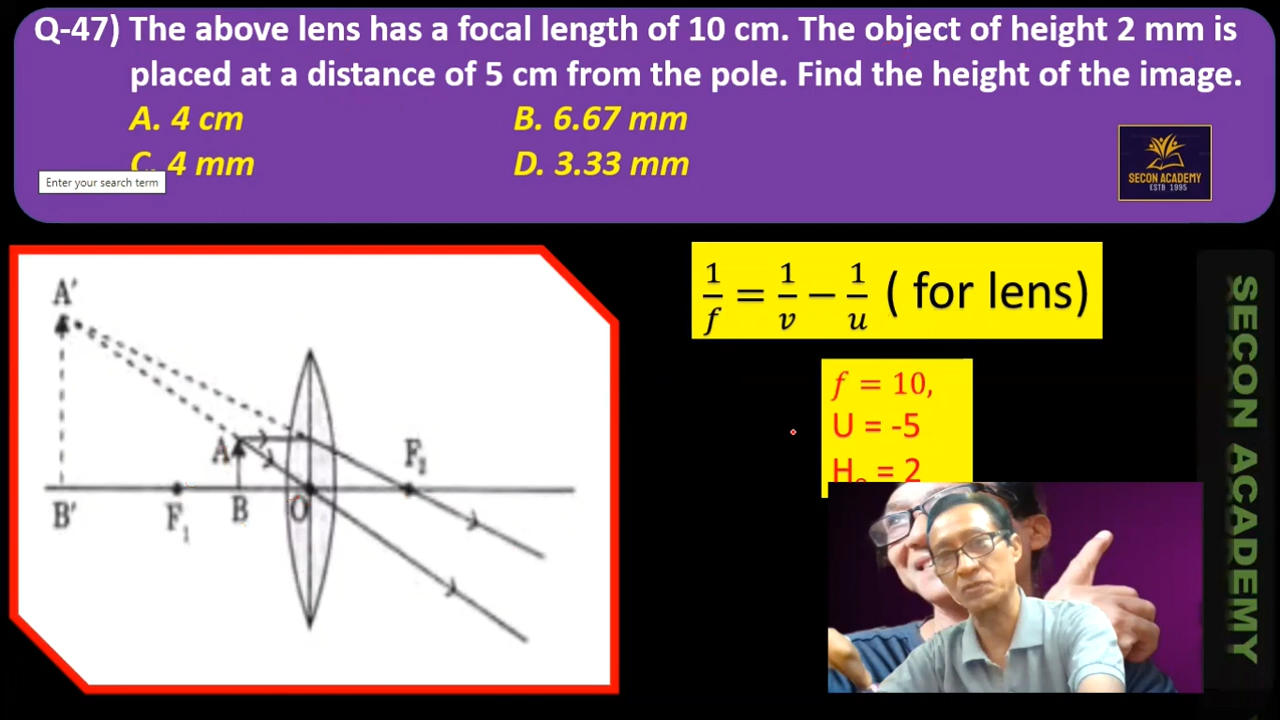 Q-47) The above lens has a focal length of 10 cm. The object of height 2 mm is
placed at a distance of 5 cm from the pole. Find the height of the image.
A. 4 cm
B. 6.67 mm
C. 4 mm
D. 3.33 mm
Enter your search term
SECON ACADEMY
ESTB 1995
1/f = 1/v − 1/u ( for lens)
f = 10,
U = -5
Hₒ = 2
A'
A
F₂
B'
F₁
B
O
SECON ACADEMY